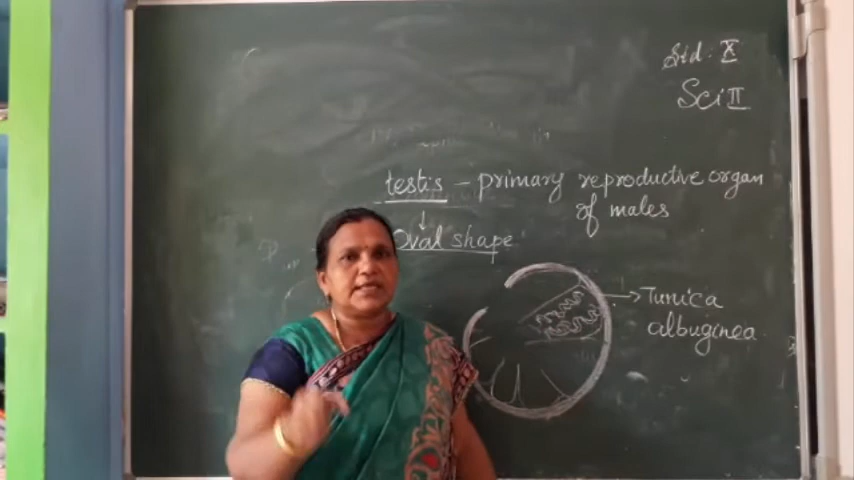 Std. X
Sci II
testis – primary reproductive organ
of males
↓
Oval shape
→ Tunica
albuginea